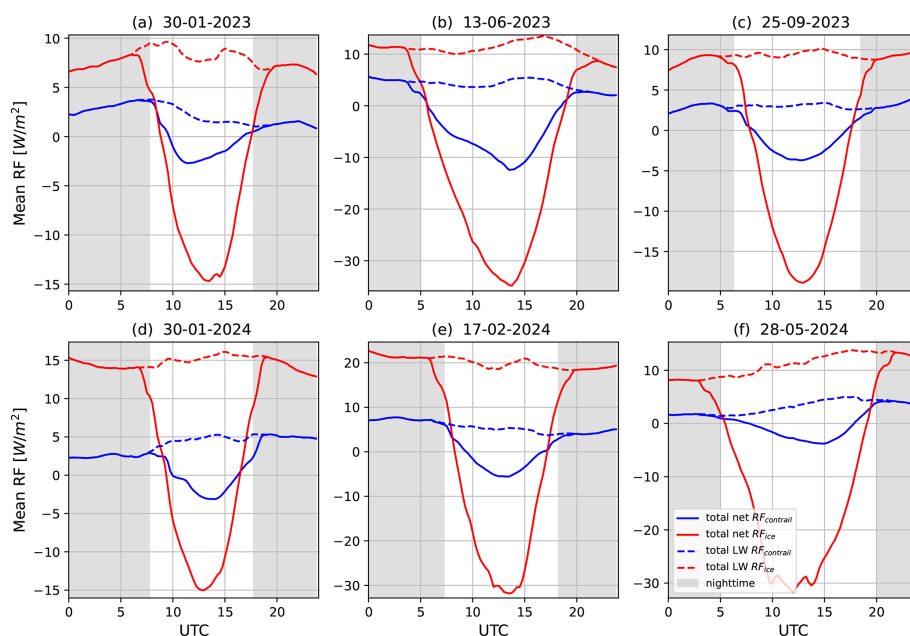 (a) 30-01-2023
(b) 13-06-2023
(c) 25-09-2023
Mean RF [W/m²]
10
5
0
−5
−10
−15
0 5 10 15 20
10
0
−10
−20
−30
0 5 10 15 20
10
5
0
−5
−10
−15
0 5 10 15 20
(d) 30-01-2024
(e) 17-02-2024
(f) 28-05-2024
Mean RF [W/m²]
15
10
5
0
−5
−10
−15
0 5 10 15 20
UTC
20
10
0
−10
−20
−30
0 5 10 15 20
UTC
10
0
−10
−20
−30
0 5 10 15 20
UTC
total net RF_contrail
total net RF_ice
total LW RF_contrail
total LW RF_ice
nighttime